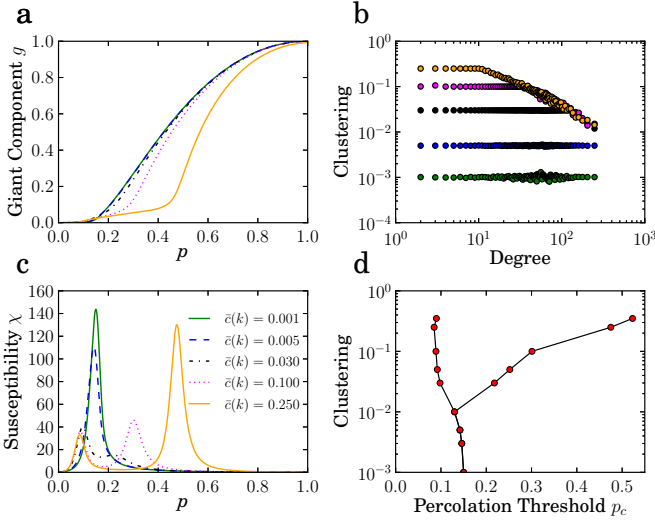 a
Giant Component g
1.0
0.8
0.6
0.4
0.2
0.0
0.0 0.2 0.4 0.6 0.8 1.0
p
b
Clustering
10^0
10^-1
10^-2
10^-3
10^-4
10^0 10^1 10^2 10^3
Degree
c
Susceptibility χ
160
140
120
100
80
60
40
20
0
c̄(k) = 0.001
c̄(k) = 0.005
c̄(k) = 0.030
c̄(k) = 0.100
c̄(k) = 0.250
0.0 0.2 0.4 0.6 0.8 1.0
p
d
Clustering
10^0
10^-1
10^-2
10^-3
0.0 0.1 0.2 0.3 0.4 0.5
Percolation Threshold p_c